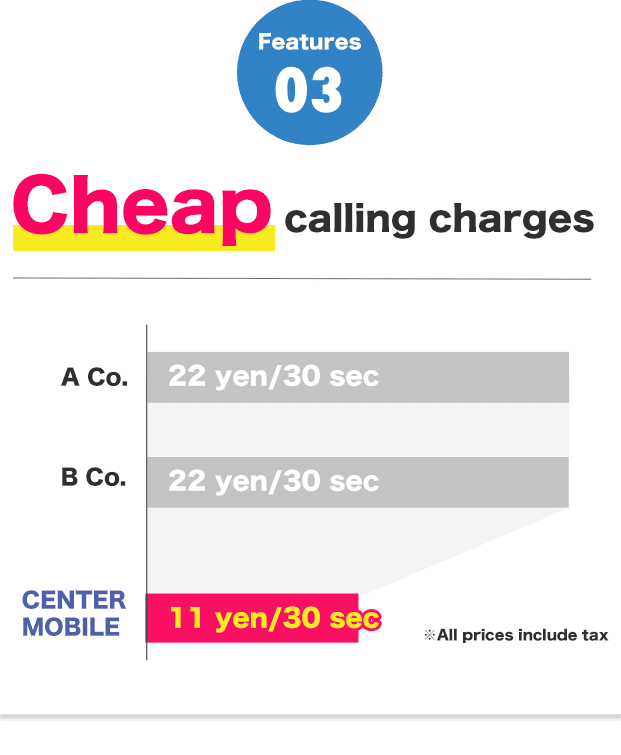 Features
03
Cheap calling charges
A Co. 22 yen/30 sec
B Co. 22 yen/30 sec
CENTER
MOBILE
11 yen/30 sec
※All prices include tax